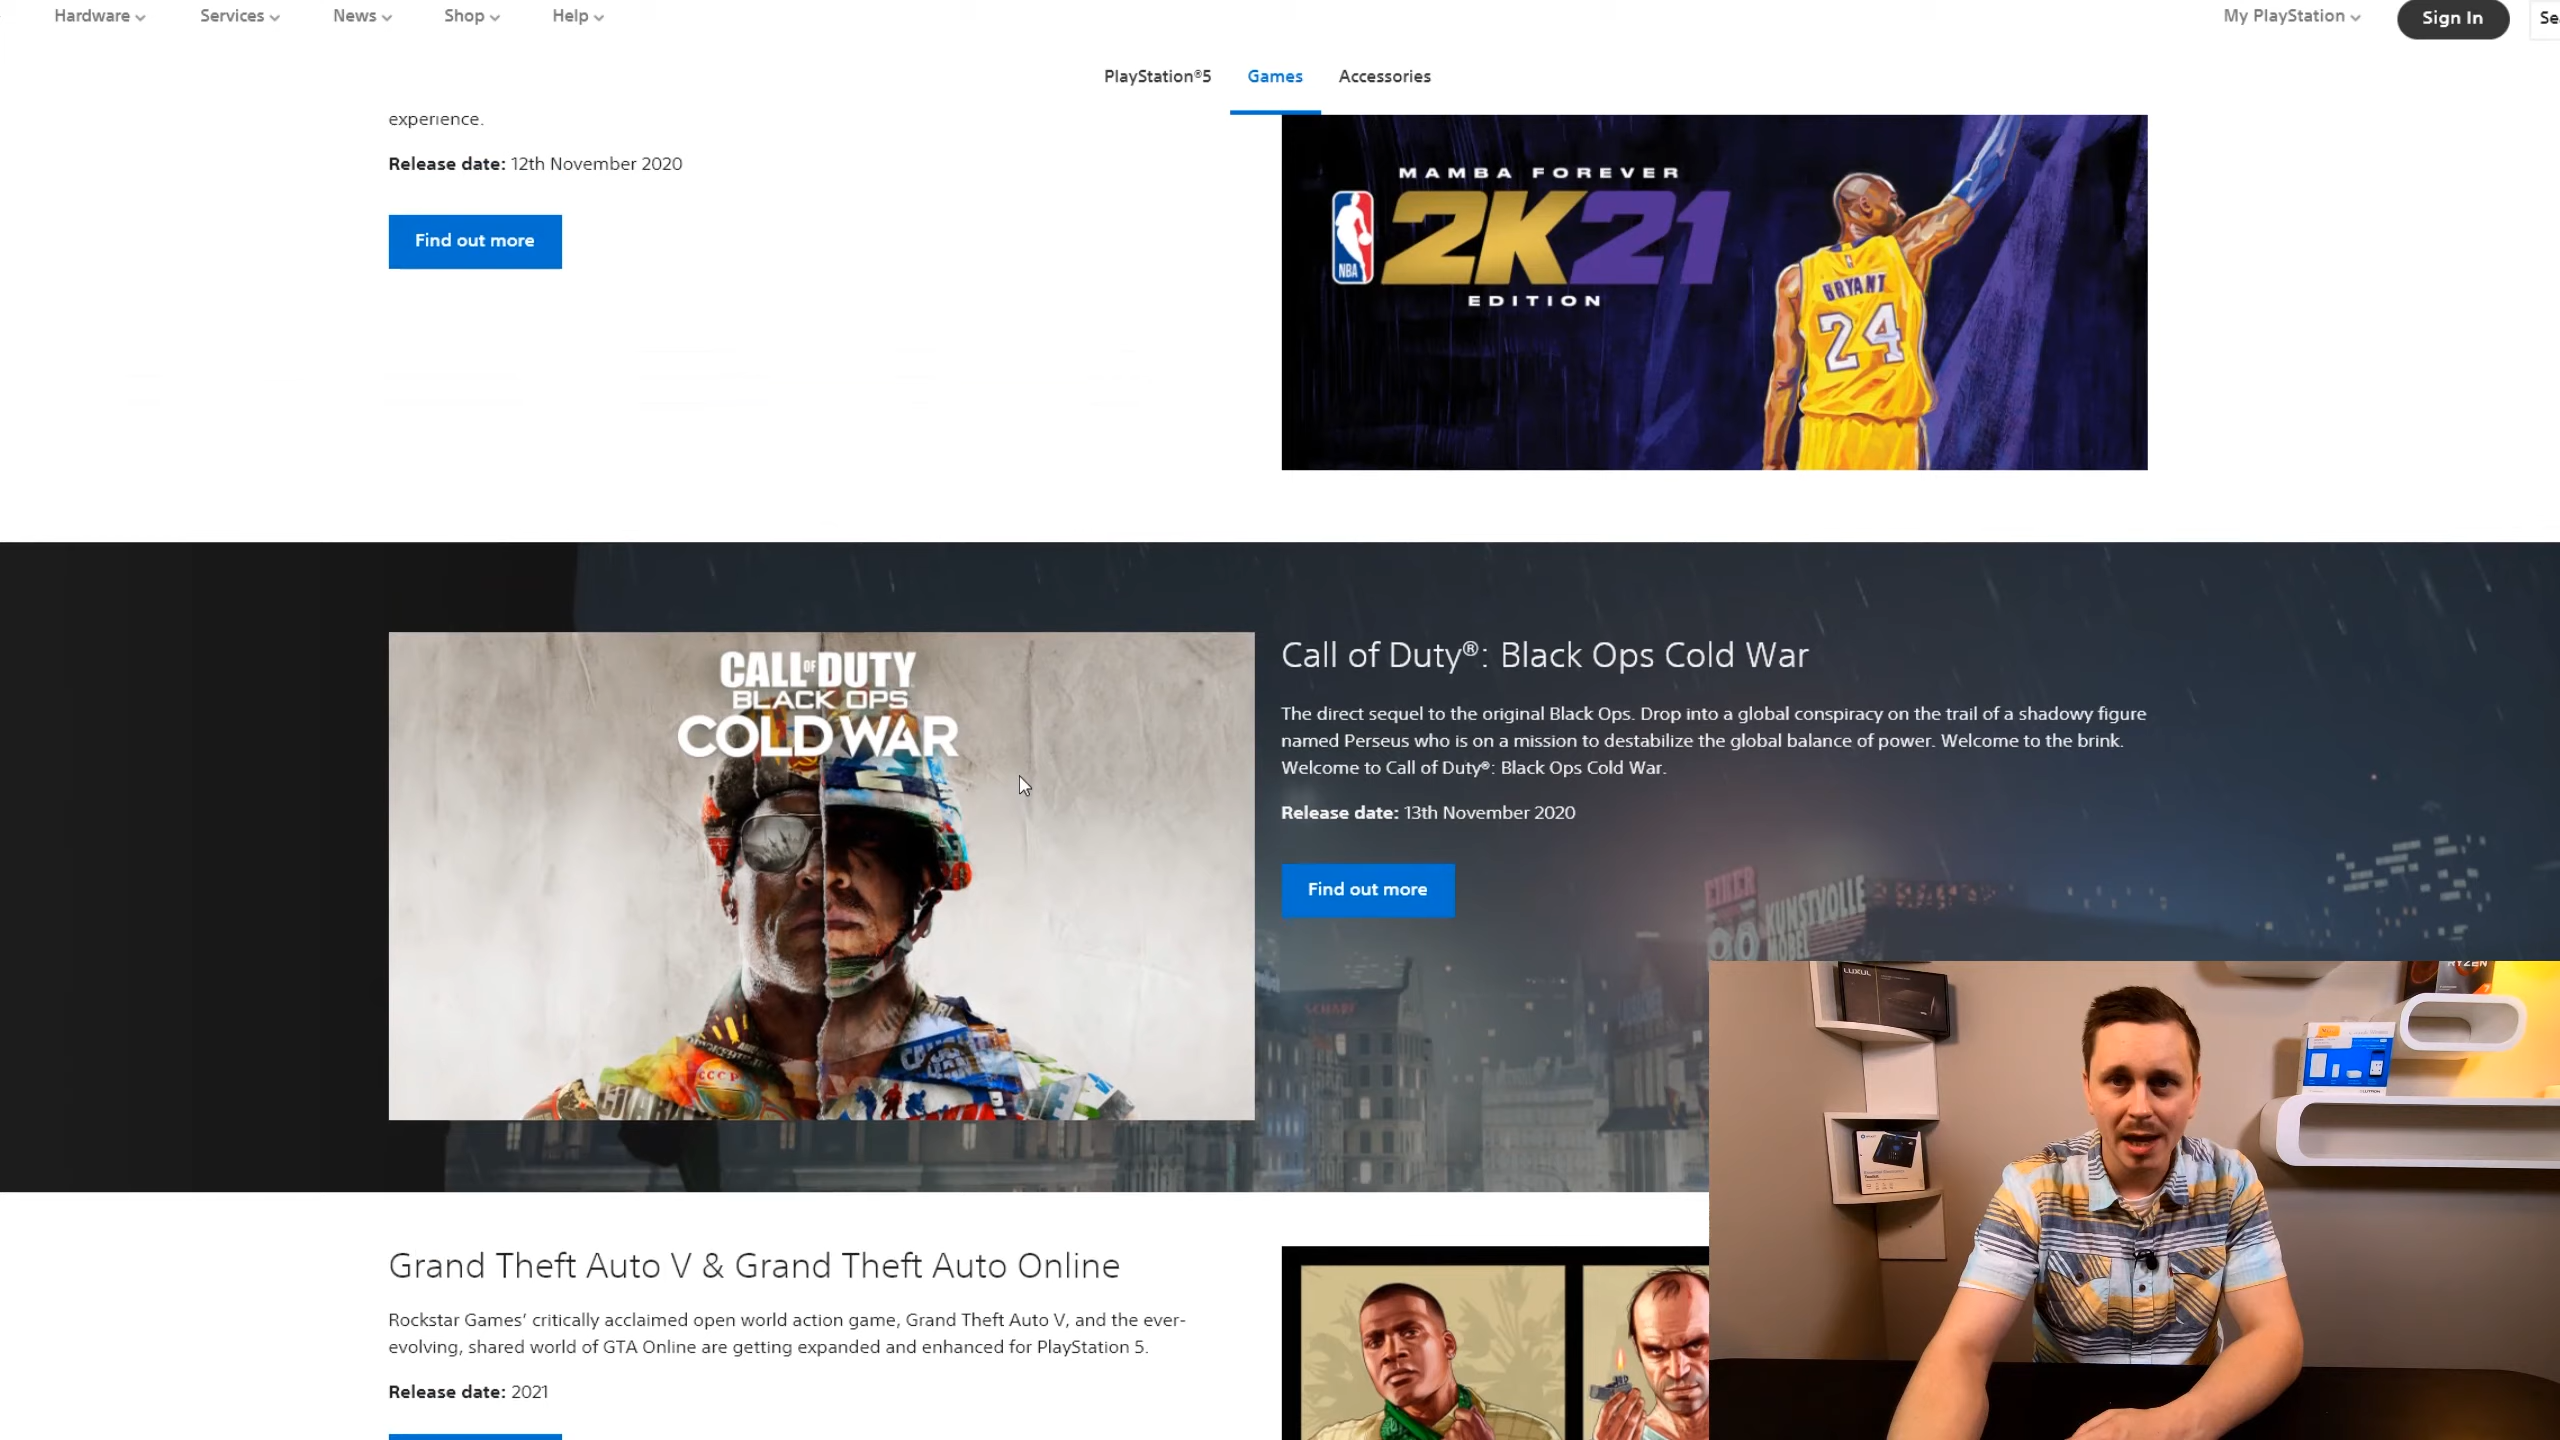 Hardware
Services
News
Shop
Help
My PlayStation
Sign In
Se
PlayStation®5
Games
Accessories
experience.
Release date: 12th November 2020
Find out more
MAMBA FOREVER
NBA
2K21
EDITION
BRYANT
24
CALL OF DUTY
BLACK OPS
COLD WAR
CCCP
Call of Duty®: Black Ops Cold War
The direct sequel to the original Black Ops. Drop into a global conspiracy on the trail of a shadowy figure
named Perseus who is on a mission to destabilize the global balance of power. Welcome to the brink.
Welcome to Call of Duty®: Black Ops Cold War.
Release date: 13th November 2020
Find out more
KUNSTVOLLE
MOBEL
LUXUL
RYZEN
Grand Theft Auto V & Grand Theft Auto Online
Rockstar Games’ critically acclaimed open world action game, Grand Theft Auto V, and the ever-
evolving, shared world of GTA Online are getting expanded and enhanced for PlayStation 5.
Release date: 2021